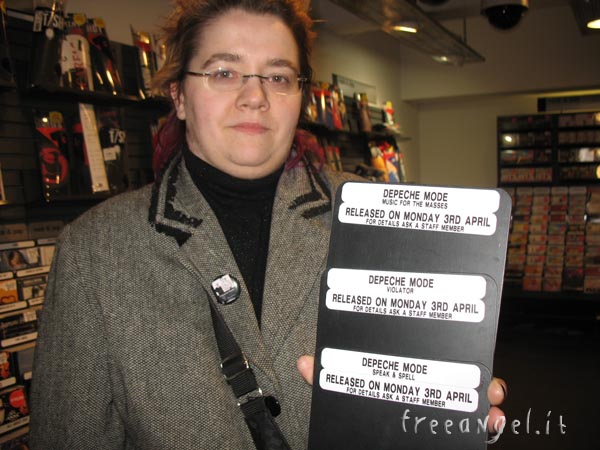 DEPECHE MODE
MUSIC FOR THE MASSES
RELEASED ON MONDAY 3RD APRIL
FOR DETAILS ASK A STAFF MEMBER
DEPECHE MODE
VIOLATOR
RELEASED ON MONDAY 3RD APRIL
FOR DETAILS ASK A STAFF MEMBER
DEPECHE MODE
SPEAK & SPELL
RELEASED ON MONDAY 3RD APRIL
FOR DETAILS ASK A STAFF MEMBER
freeangel.it